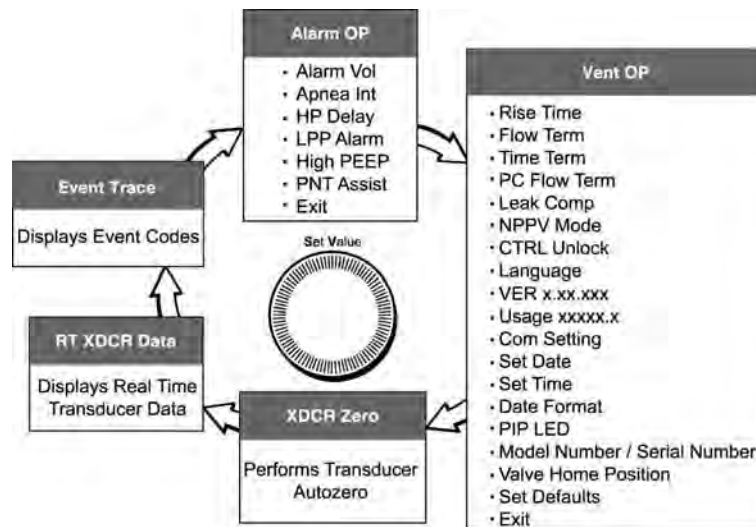 Alarm OP
· Alarm Vol
· Apnea Int
· HP Delay
· LPP Alarm
· High PEEP
· PNT Assist
· Exit
Vent OP
· Rise Time
· Flow Term
· Time Term
· PC Flow Term
· Leak Comp
· NPPV Mode
· CTRL Unlock
· Language
· VER x.xx.xxx
· Usage xxxxx.x
· Com Setting
· Set Date
· Set Time
· Date Format
· PIP LED
· Model Number / Serial Number
· Valve Home Position
· Set Defaults
· Exit
XDCR Zero
Performs Transducer
Autozero
RT XDCR Data
Displays Real Time
Transducer Data
Event Trace
Displays Event Codes
Set Value